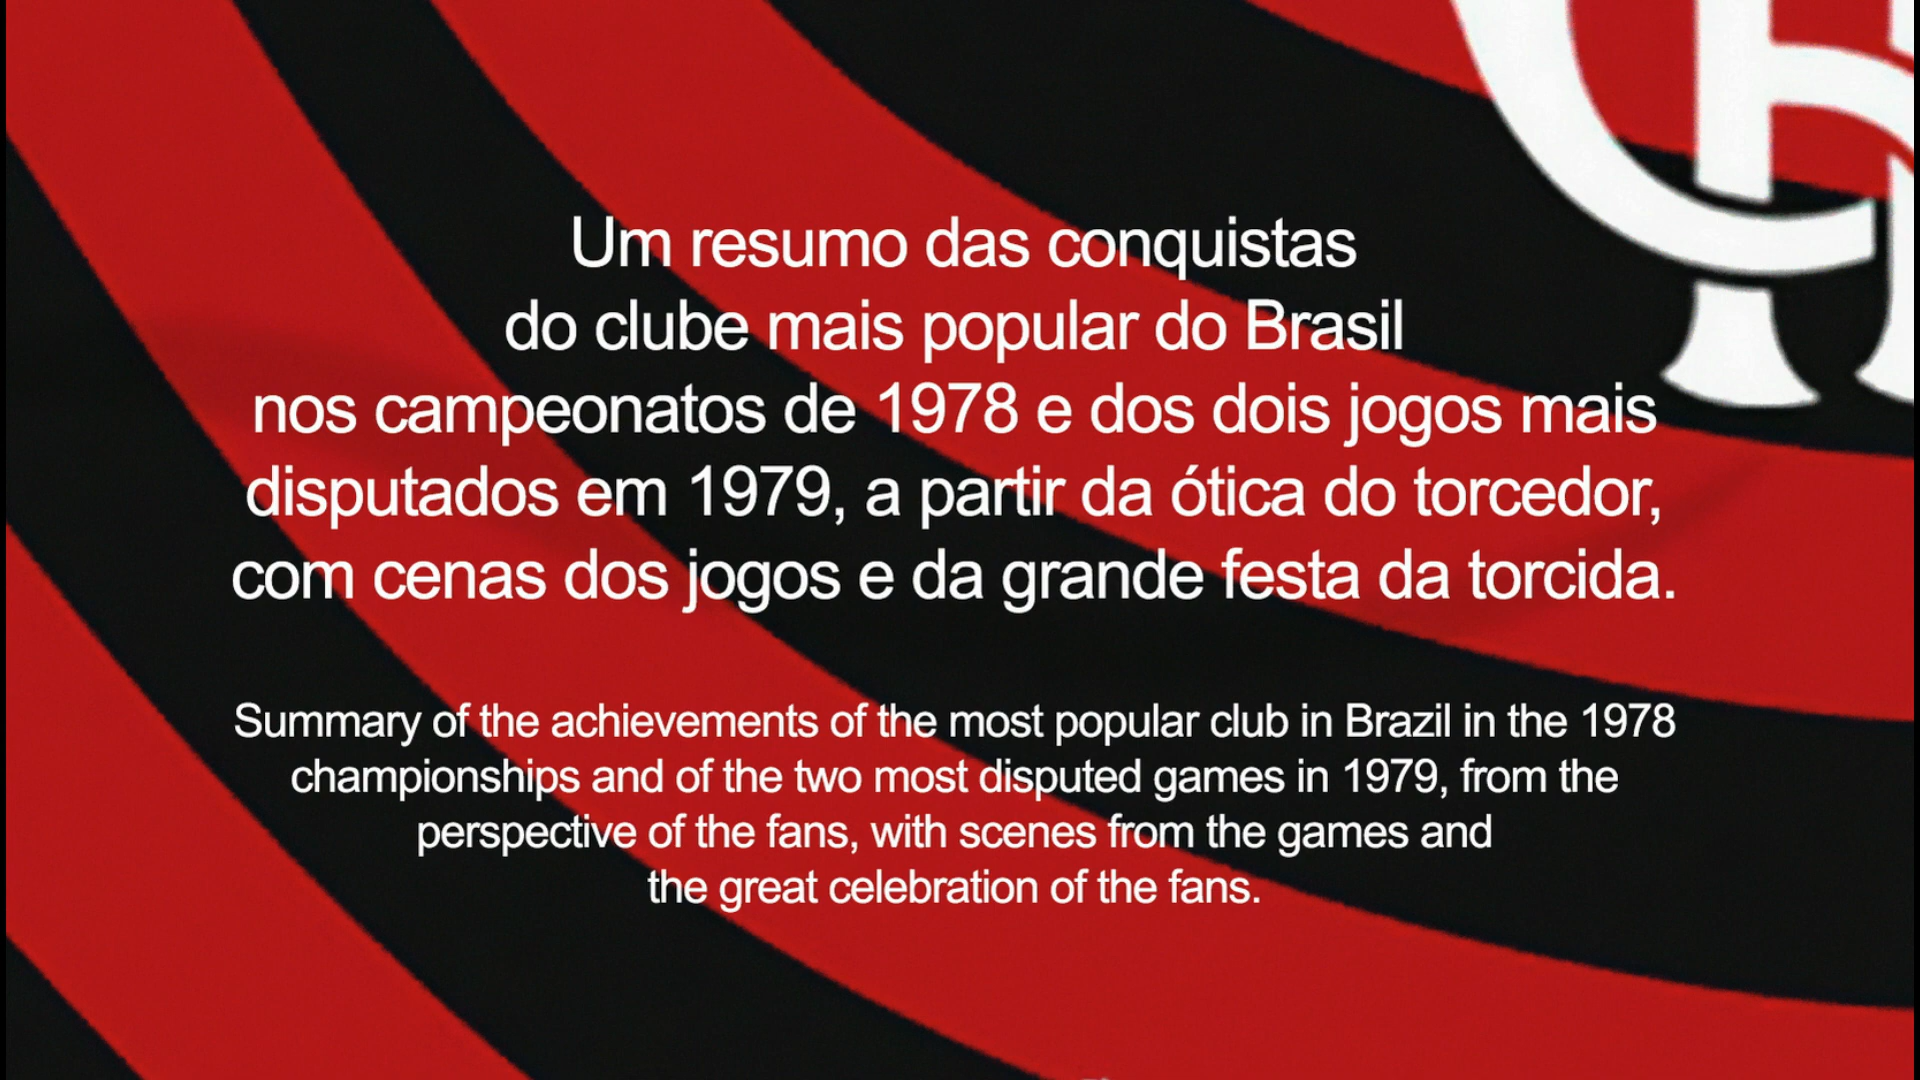 Um resumo das conquistas
do clube mais popular do Brasil
nos campeonatos de 1978 e dos dois jogos mais
disputados em 1979, a partir da ótica do torcedor,
com cenas dos jogos e da grande festa da torcida.
Summary of the achievements of the most popular club in Brazil in the 1978
championships and of the two most disputed games in 1979, from the
perspective of the fans, with scenes from the games and
the great celebration of the fans.